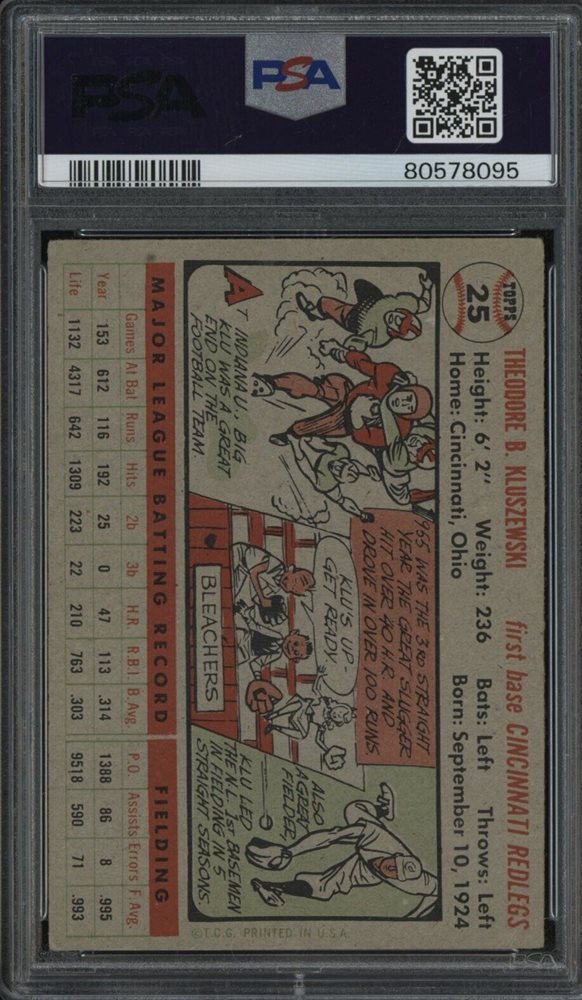 PSA
PSA
80578095
TOPPS
25
THEODORE B. KLUSZEWSKI first base CINCINNATI REDLEGS
Height: 6' 2" Weight: 236 Bats: Left Throws: Left
Home: Cincinnati, Ohio Born: September 10, 1924
AT INDIANA U., BIG
KLU WAS A GREAT
END ON THE
FOOTBALL TEAM.
1955 WAS THE 3RD STRAIGHT
YEAR THE GREAT SLUGGER
HIT OVER 40 H.R. AND
DROVE IN OVER 100 RUNS.
KLU'S UP,
GET READY!
BLEACHERS
ALSO
A GREAT
FIELDER,
KLU LED
THE N.L. 1ST BASEMEN
IN FIELDING IN 5
STRAIGHT SEASONS.
MAJOR LEAGUE BATTING RECORD FIELDING
Games At Bat Runs Hits 2b 3b H.R. R.B.I. B.Avg. P.O. Assists Errors F.Avg.
Year 153 612 116 192 25 0 47 113 .314 1388 86 8 .995
Life 1132 4317 642 1309 223 22 210 763 .303 9518 590 71 .993
©T.C.G. PRINTED IN U.S.A.